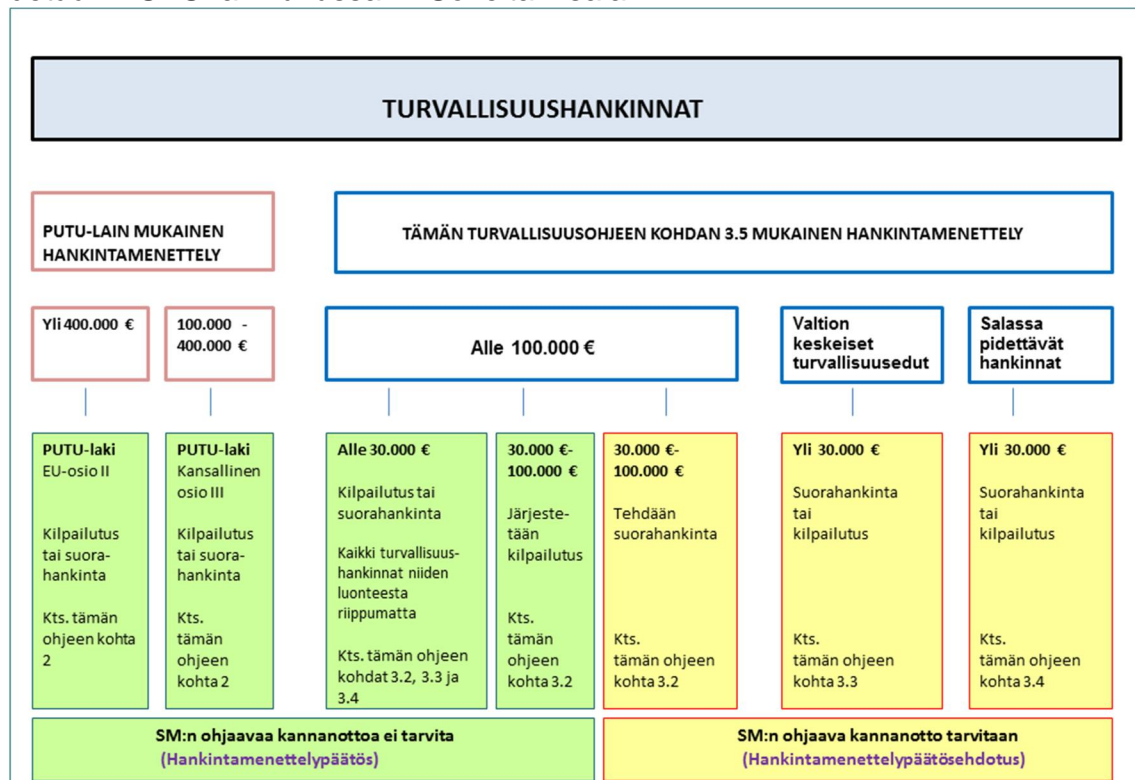 TURVALLISUUSHANKINNAT
PUTU-LAIN MUKAINEN
HANKINTAMENETTELY
TÄMÄN TURVALLISUUSOHJEEN KOHDAN 3.5 MUKAINEN HANKINTAMENETTELY
Yli 400.000 €
100.000 -
400.000 €
Alle 100.000 €
Valtion
keskeiset
turvallisuusedut
Salassa
pidettävät
hankinnat
PUTU-laki
EU-osio II
Kilpailutus
tai suora-
hankinta
Kts. tämän
ohjeen kohta
2
PUTU-laki
Kansallinen
osio III
Kilpailutus
tai suora-
hankinta
Kts.
tämän
ohjeen
kohta 2
Alle 30.000 €
Kilpailutus tai
suorahankinta
Kaikki turvallisuus-
hankinnat niiden
luonteesta
riippumatta
Kts. tämän ohjeen
kohdat 3.2, 3.3 ja
3.4
30.000 €-
100.000 €
Järjeste-
tään
kilpailutus
Kts.
tämän
ohjeen
kohta 3.2
30.000 €-
100.000 €
Tehdään
suorahankinta
Kts.
tämän ohjeen
kohta 3.2
Yli 30.000 €
Suorahankinta
tai
kilpailutus
Kts.
tämän ohjeen
kohta 3.3
Yli 30.000 €
Suorahankinta
tai
kilpailutus
Kts.
tämän ohjeen
kohta 3.4
SM:n ohjaavaa kannanottoa ei tarvita
(Hankintamenettelypäätös)
SM:n ohjaava kannanotto tarvitaan
(Hankintamenettelypäätösehdotus)